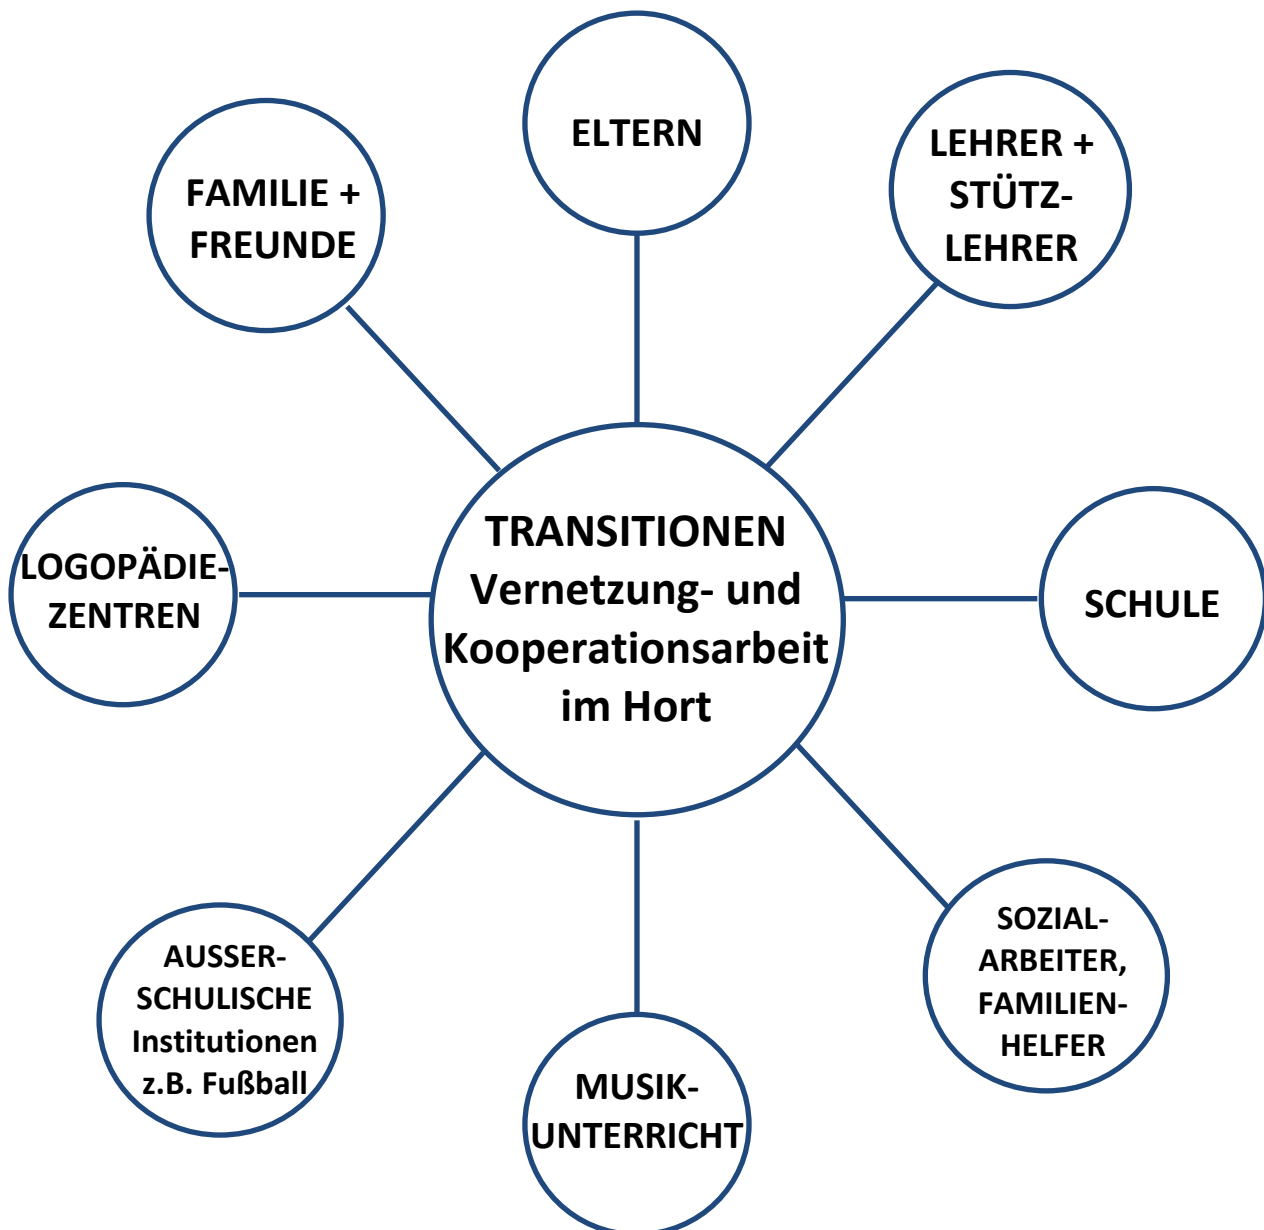 ELTERN
LEHRER +
STÜTZ-
LEHRER
FAMILIE +
FREUNDE
TRANSITIONEN
Vernetzung- und
Kooperationsarbeit
im Hort
LOGOPÄDIE-
ZENTREN
SCHULE
SOZIAL-
ARBEITER,
FAMILIEN-
HELFER
AUSSER-
SCHULISCHE
Institutionen
z.B. Fußball
MUSIK-
UNTERRICHT